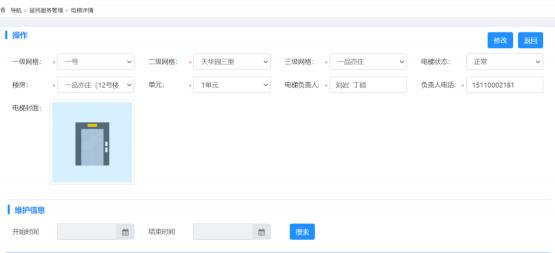 导航 > 居民服务管理 > 电梯详情
操作
修改 返回
一级网格: * 一号 二级网格: * 天华园三里 三级网格: * 一品亦庄 电梯状态: 正常
楼房: * 一品亦庄 (12号楼 单元: * 1单元 电梯负责人: * 刘岩 丁硕 负责人电话: * 15110002181
电梯封面:
维护信息
开始时间 结束时间 搜索